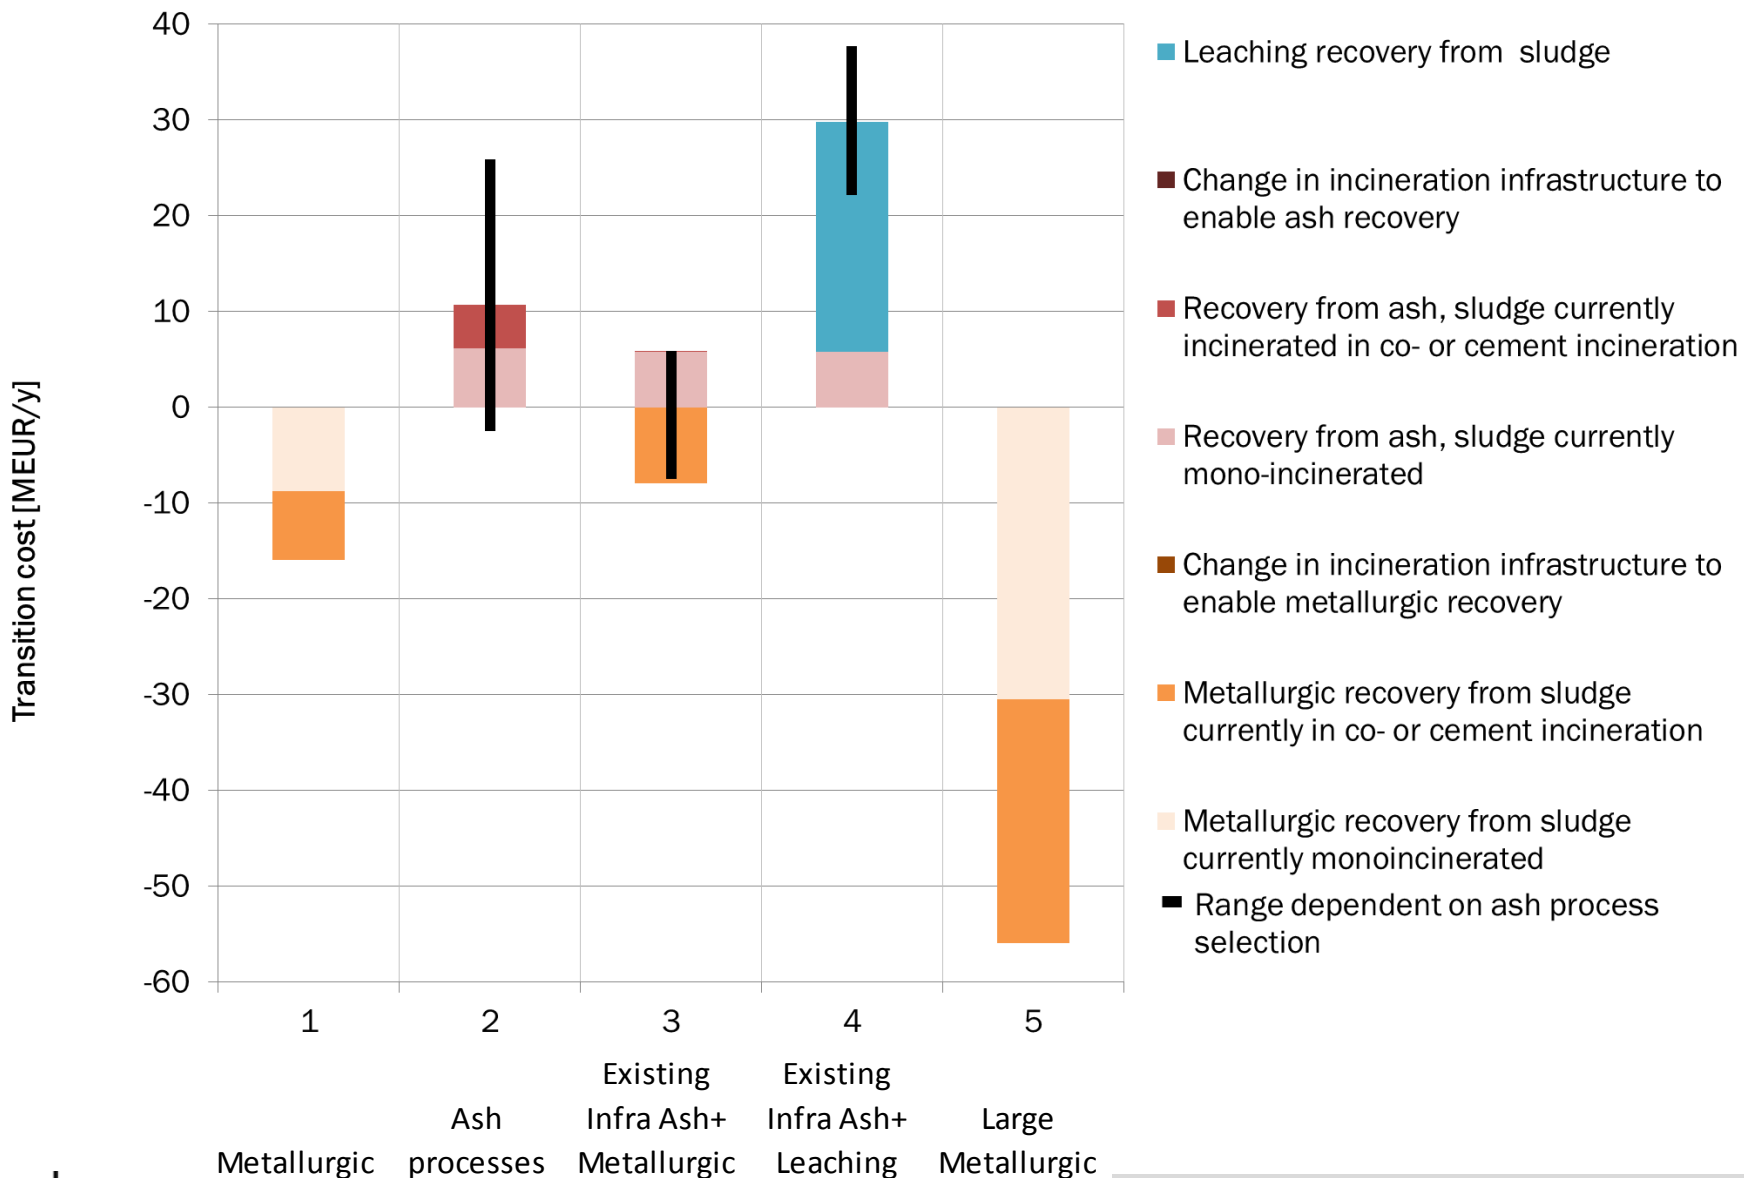 Transition cost [MEUR/y]
40
30
20
10
0
-10
-20
-30
-40
-50
-60
1
2
3
4
5
Metallurgic
Ash
processes
Existing
Infra Ash+
Metallurgic
Existing
Infra Ash+
Leaching
Large
Metallurgic
Leaching recovery from sludge
Change in incineration infrastructure to
enable ash recovery
Recovery from ash, sludge currently
incinerated in co- or cement incineration
Recovery from ash, sludge currently
mono-incinerated
Change in incineration infrastructure to
enable metallurgic recovery
Metallurgic recovery from sludge
currently in co- or cement incineration
Metallurgic recovery from sludge
currently monoincinerated
Range dependent on ash process
selection